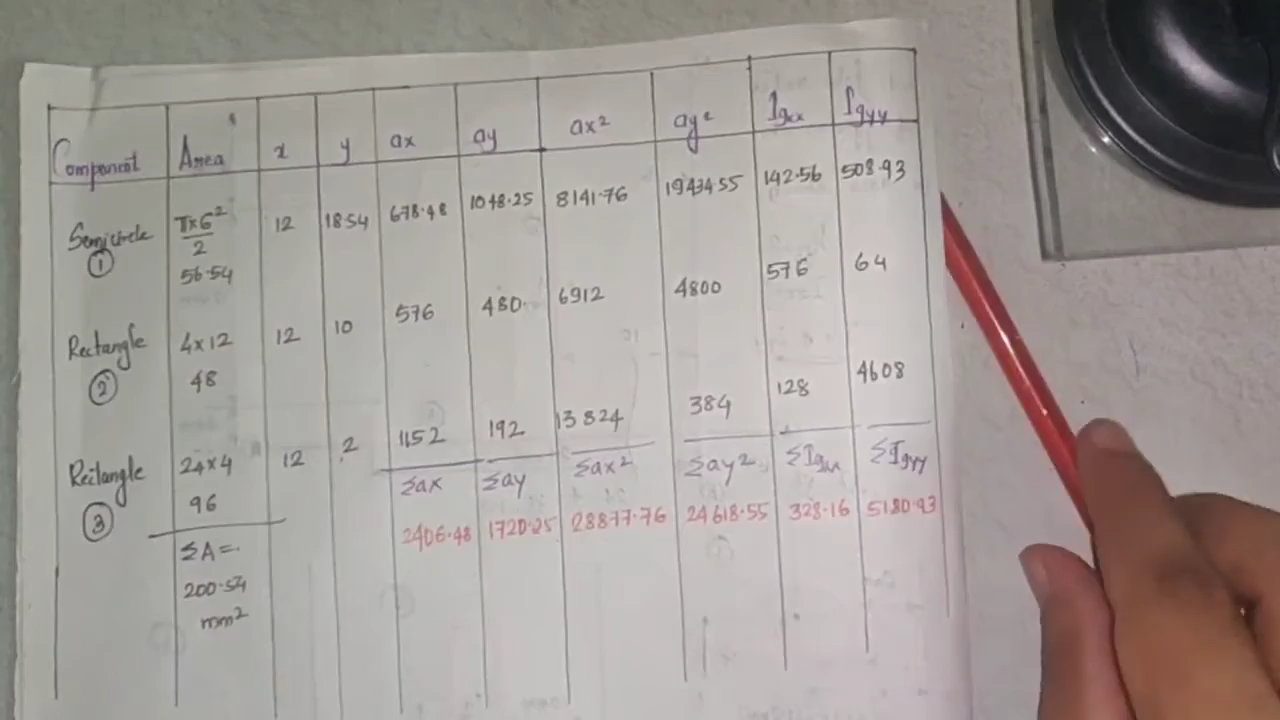 Component Area x y ax ay ax² ay² Igxx Igyy
Semicircle π×6²/2 12 18.54 678.48 1048.25 8141.76 19434.55 142.56 508.93
① 56.54
Rectangle 4×12 12 10 576 480 6912 4800 576 64
② 48
Rectangle 24×4 12 2 1152 192 13824 384 128 4608
③ 96
Σax Σay Σax² Σay² ΣIgxx ΣIgyy
2406.48 1720.25 28877.76 24618.55 328.16 5180.93
ΣA=
200.54
mm²